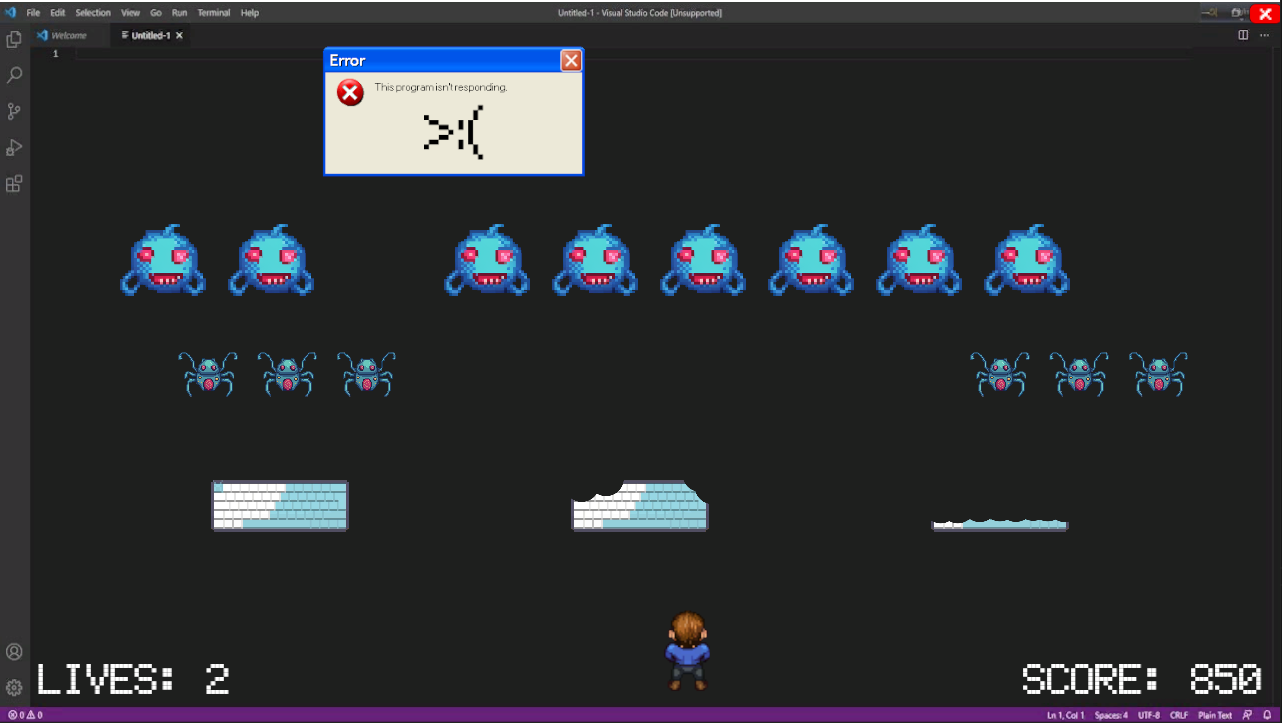 File Edit Selection View Go Run Terminal Help
Untitled-1 - Visual Studio Code [Unsupported]
Welcome
Untitled-1
1
Error
This program isn't responding.
>:(
LIVES: 2
SCORE: 850
0 0
Ln 1, Col 1 Spaces: 4 UTF-8 CRLF Plain Text